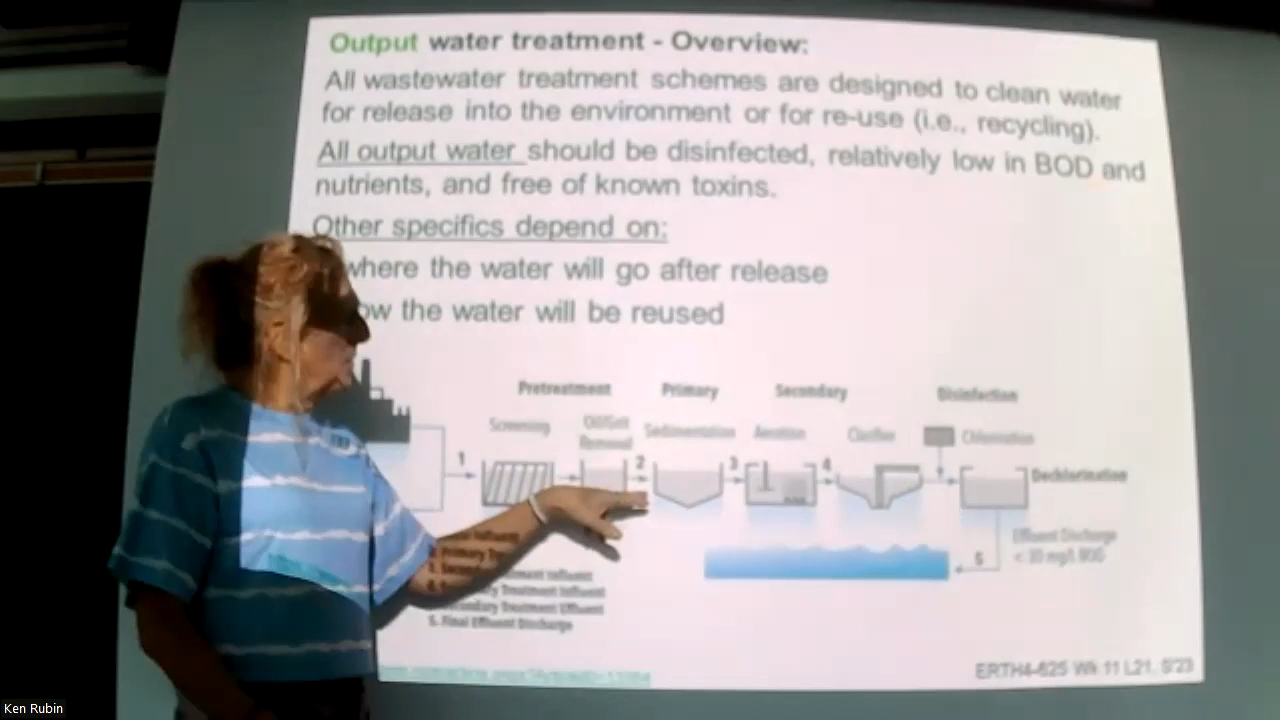 Output water treatment - Overview:
All wastewater treatment schemes are designed to clean water
for release into the environment or for re-use (i.e., recycling).
All output water should be disinfected, relatively low in BOD and
nutrients, and free of known toxins.
Other specifics depend on:
where the water will go after release
the water will be reused
Pretreatment Primary Secondary Disinfection
Screening Oil/Grit Sedimentation Aeration Clarifier Chlorination
Removal
1 2 3 4
Dechlorination
Effluent Discharge
5 < 30 mg/L BOD
Treatment Influent
Treatment Effluent
5. Final Effluent Discharge
ERTH4-625 Wk 11 L21, S'23
Ken Rubin